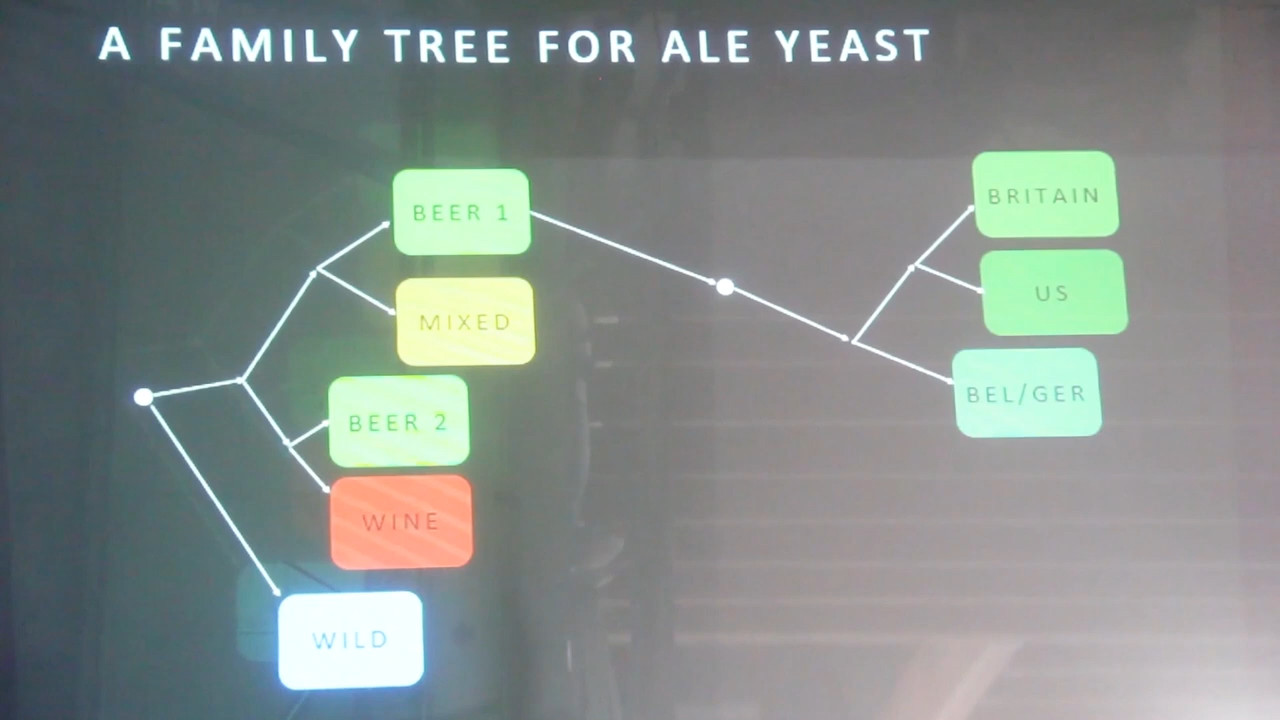 A FAMILY TREE FOR ALE YEAST
BEER 1
MIXED
BEER 2
WINE
WILD
BRITAIN
US
BEL/GER